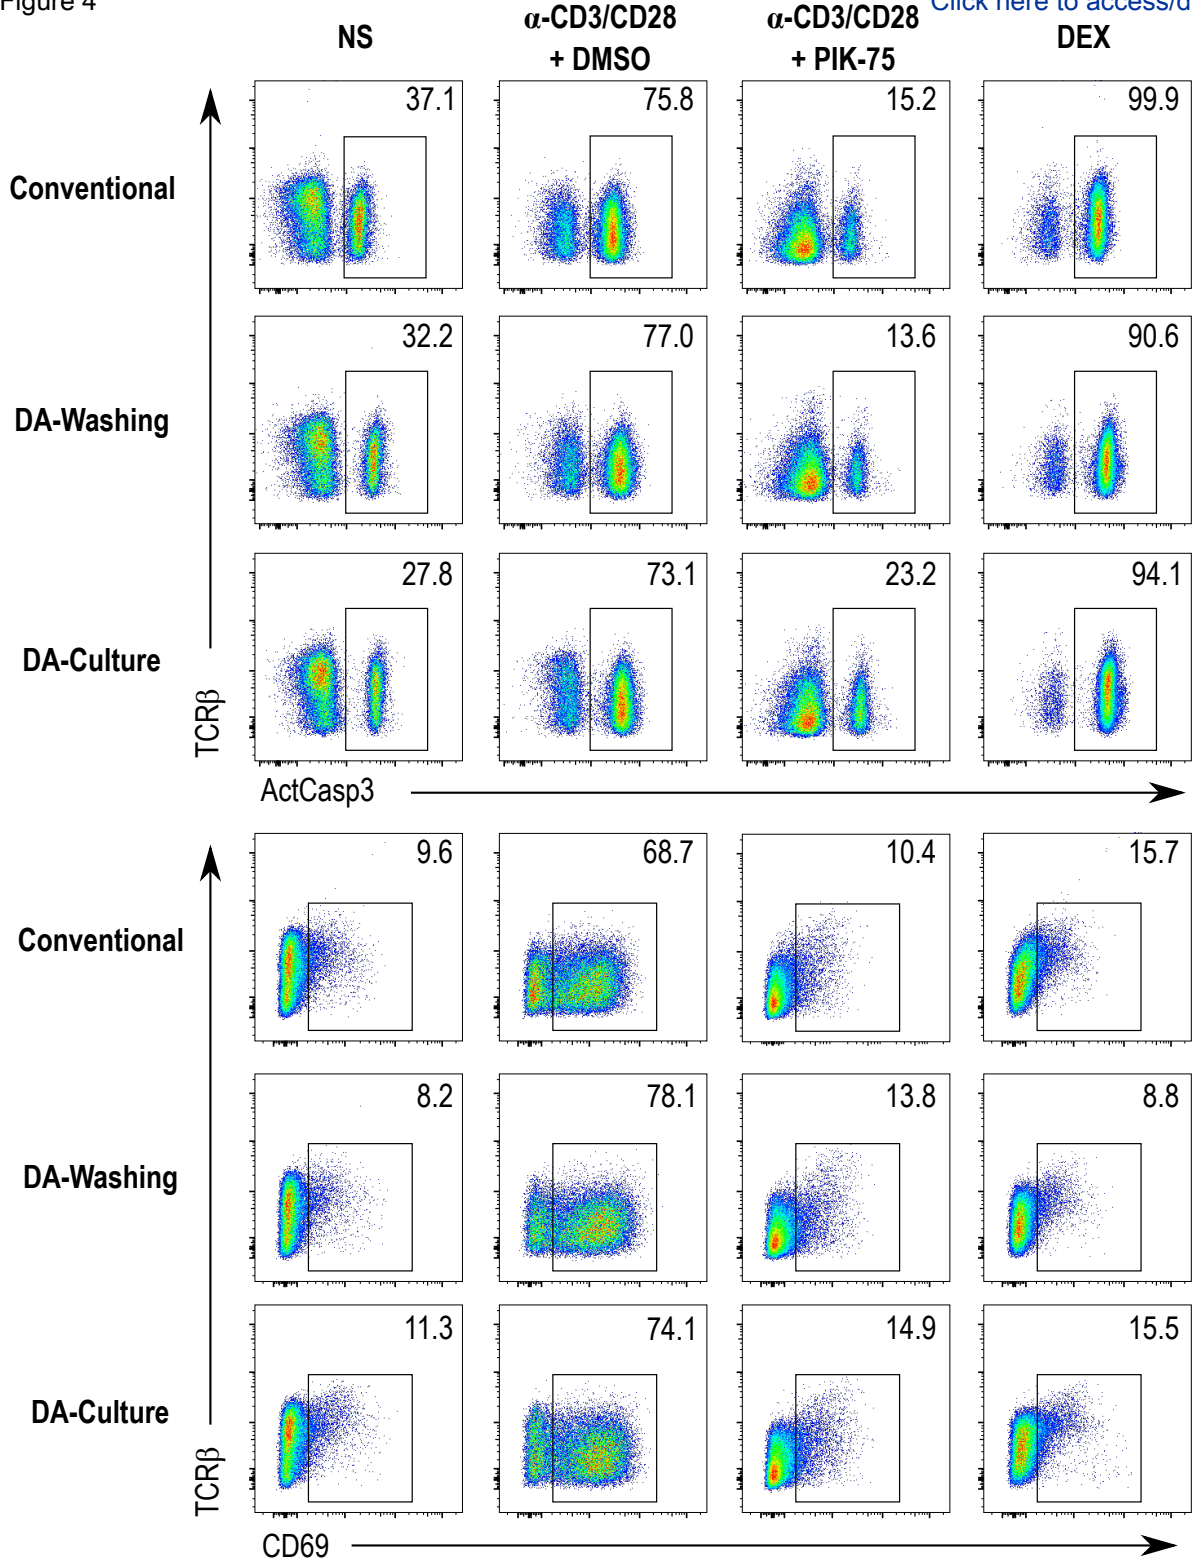 Figure 4
Click here to access/d
NS
α-CD3/CD28
+ DMSO
α-CD3/CD28
+ PIK-75
DEX
Conventional
37.1
75.8
15.2
99.9
DA-Washing
32.2
77.0
13.6
90.6
DA-Culture
27.8
73.1
23.2
94.1
TCRβ
ActCasp3
Conventional
9.6
68.7
10.4
15.7
DA-Washing
8.2
78.1
13.8
8.8
DA-Culture
11.3
74.1
14.9
15.5
TCRβ
CD69